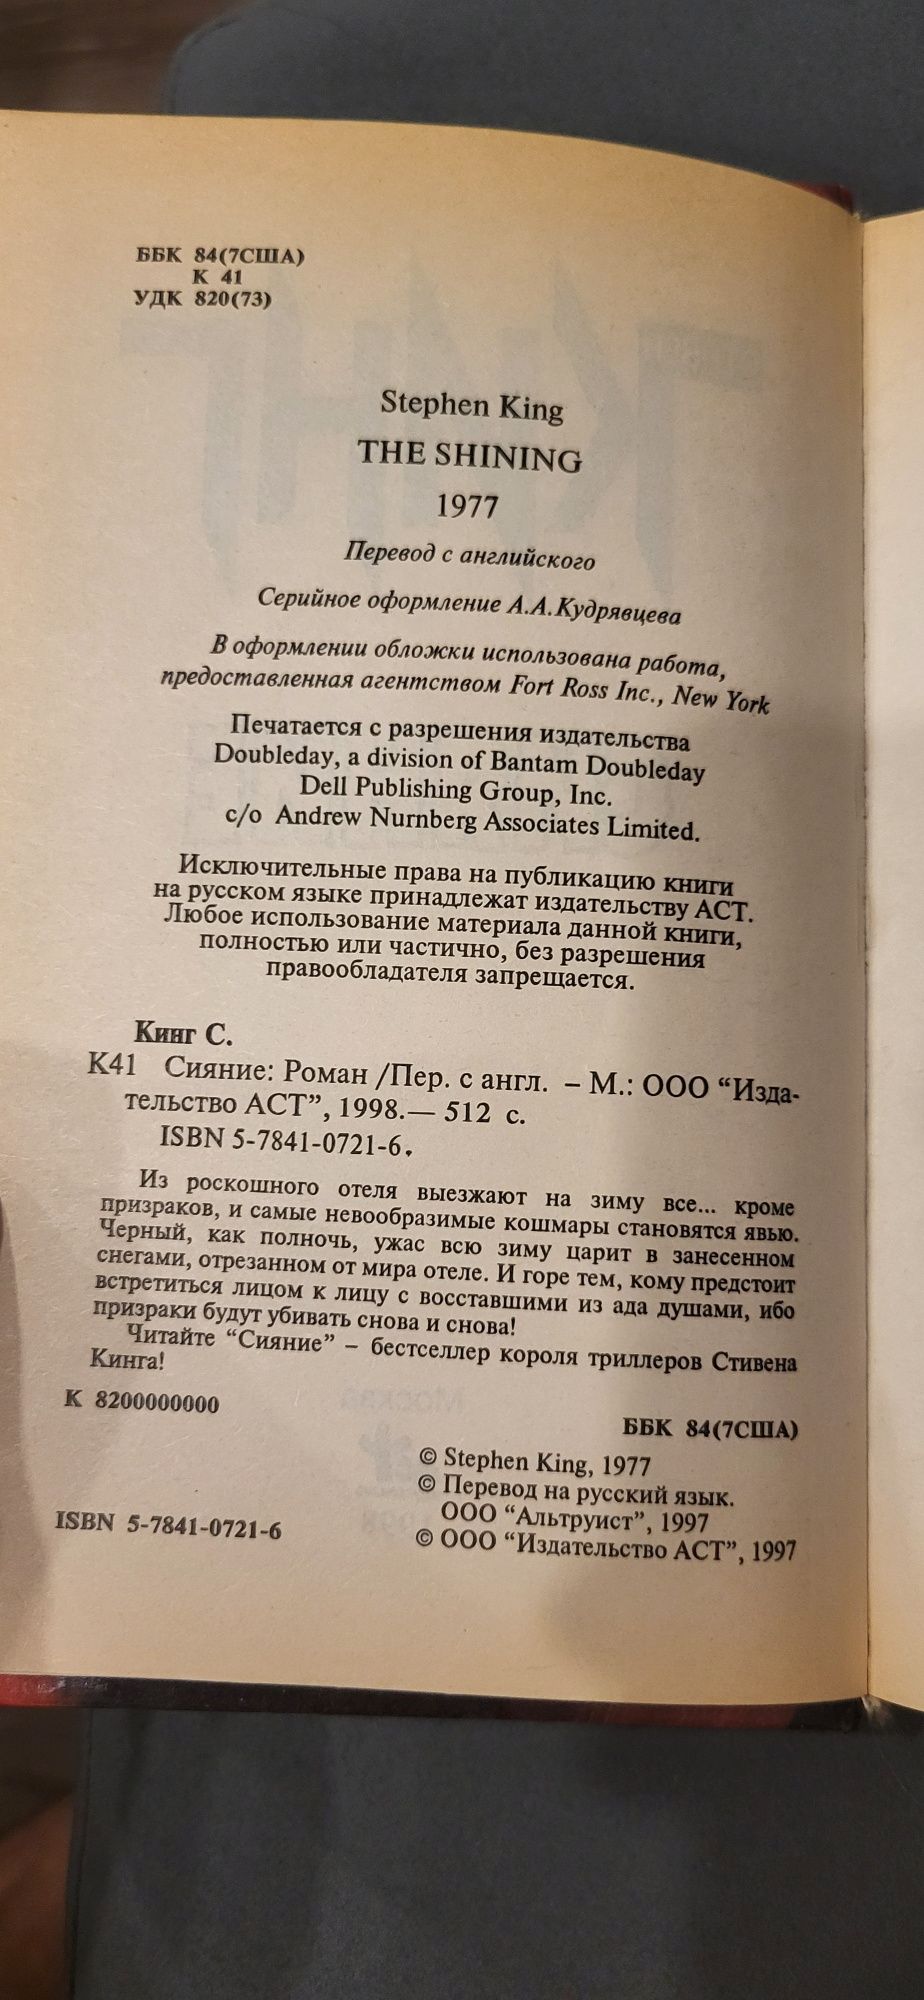 ББК 84(7США)
К 41
УДК 820(73)
Stephen King
THE SHINING
1977
Перевод с английского
Серийное оформление А.А.Кудрявцева
В оформлении обложки использована работа,
предоставленная агентством Fort Ross Inc., New York
Печатается с разрешения издательства
Doubleday, a division of Bantam Doubleday
Dell Publishing Group, Inc.
c/o Andrew Nurnberg Associates Limited.
Исключительные права на публикацию книги
на русском языке принадлежат издательству АСТ.
Любое использование материала данной книги,
полностью или частично, без разрешения
правообладателя запрещается.
Кинг С.
К41 Сияние: Роман /Пер. с англ. – М.: ООО “Изда-
тельство АСТ”, 1998.— 512 с.
ISBN 5-7841-0721-6.
Из роскошного отеля выезжают на зиму все... кроме
призраков, и самые невообразимые кошмары становятся явью.
Черный, как полночь, ужас всю зиму царит в занесенном
снегами, отрезанном от мира отеле. И горе тем, кому предстоит
встретиться лицом к лицу с восставшими из ада душами, ибо
призраки будут убивать снова и снова!
Читайте “Сияние” – бестселлер короля триллеров Стивена
Кинга!
К 8200000000
ББК 84(7США)
© Stephen King, 1977
© Перевод на русский язык.
ООО “Альтруист”, 1997
ISBN 5-7841-0721-6
© ООО “Издательство АСТ”, 1997